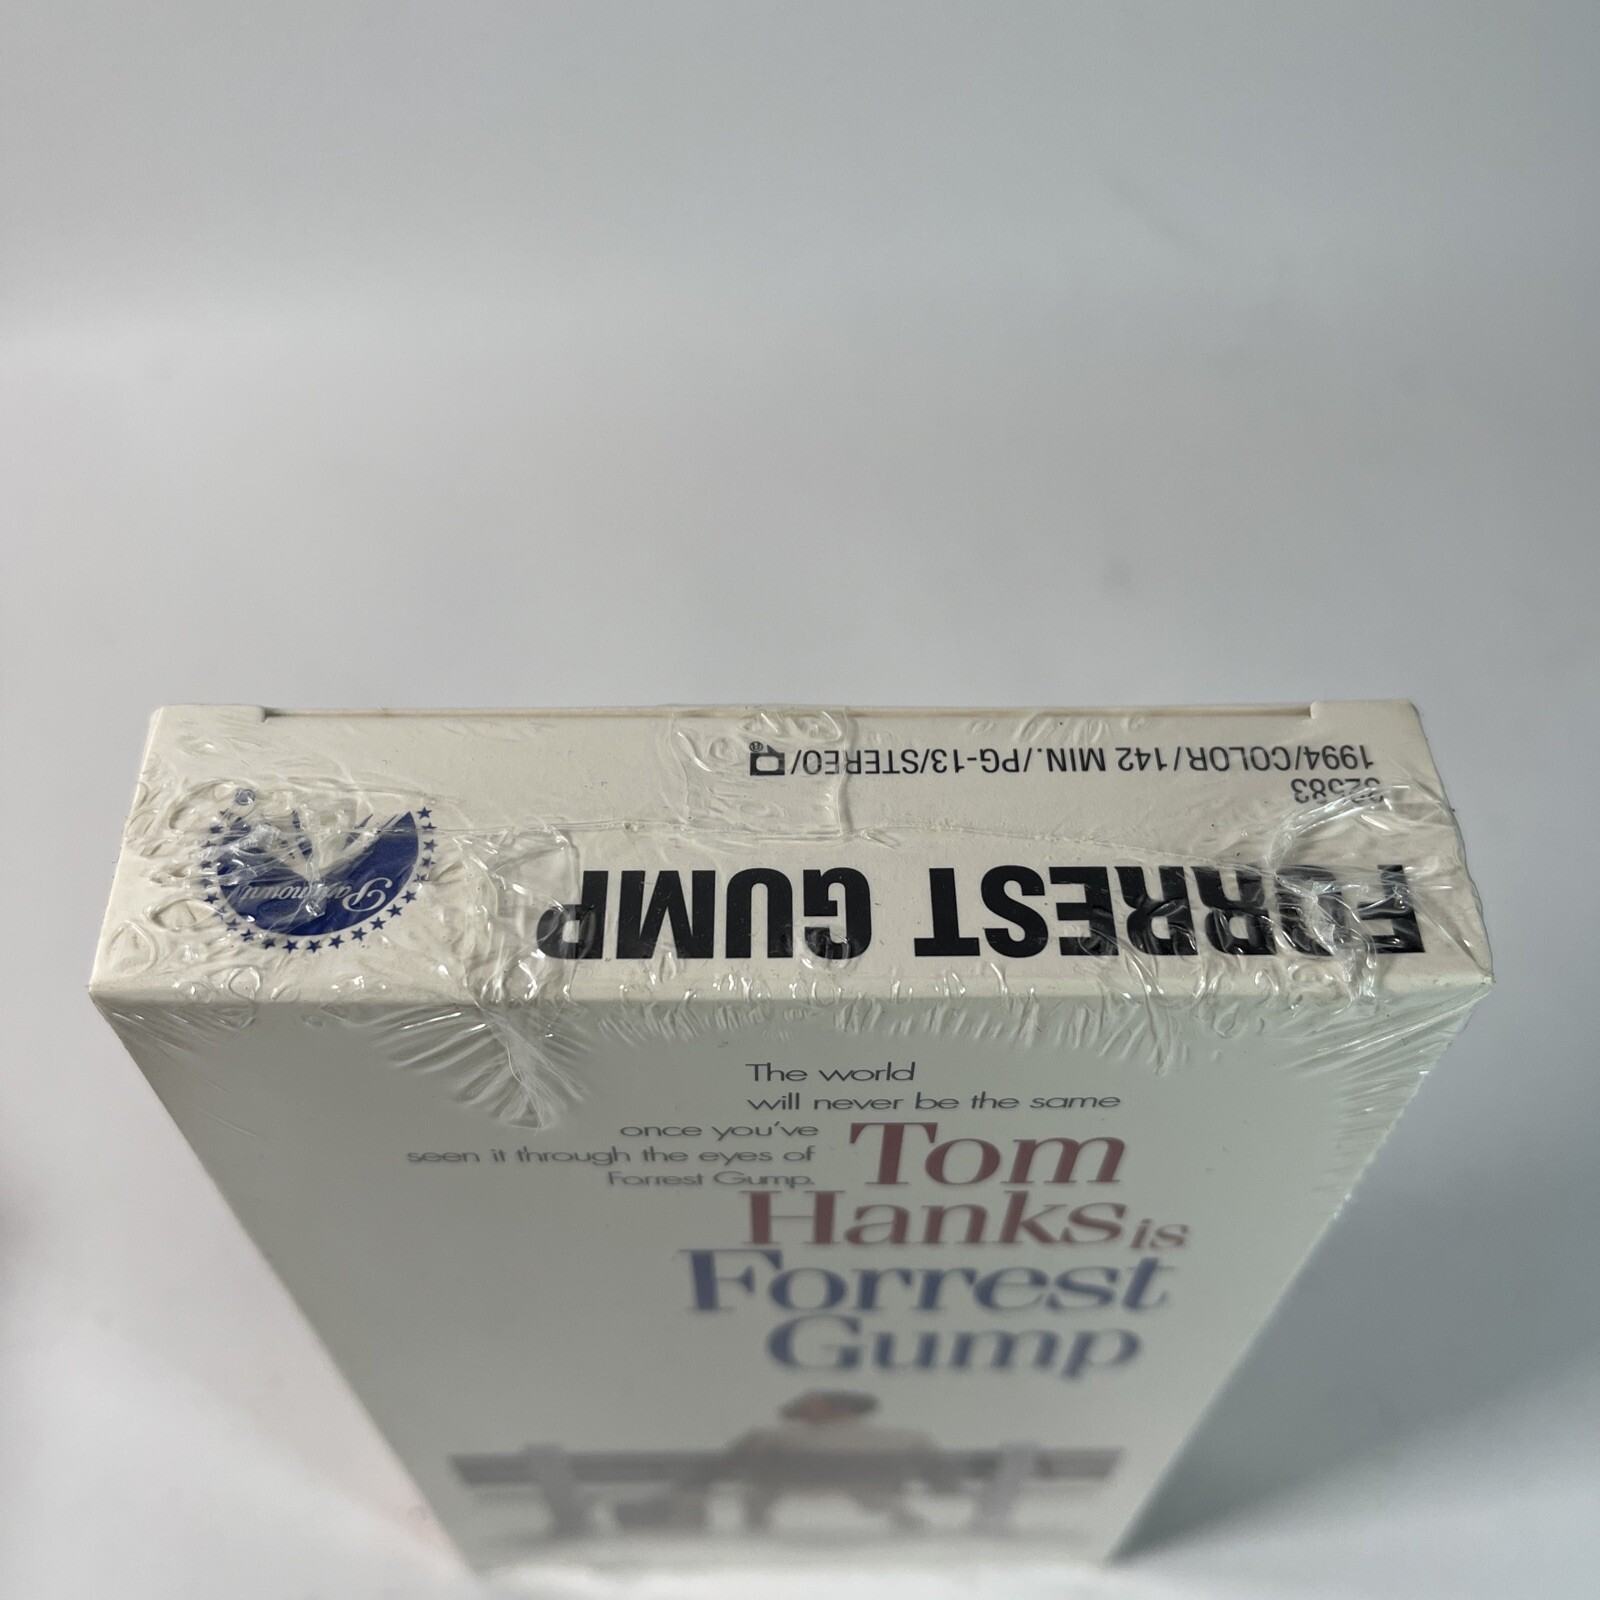 FORREST GUMP
32583
1994/COLOR/142 MIN./PG-13/STEREO/
Paramount
The world
will never be the same
once you've
seen it through the eyes of
Forrest Gump.
Tom
Hanks is
Forrest
Gump